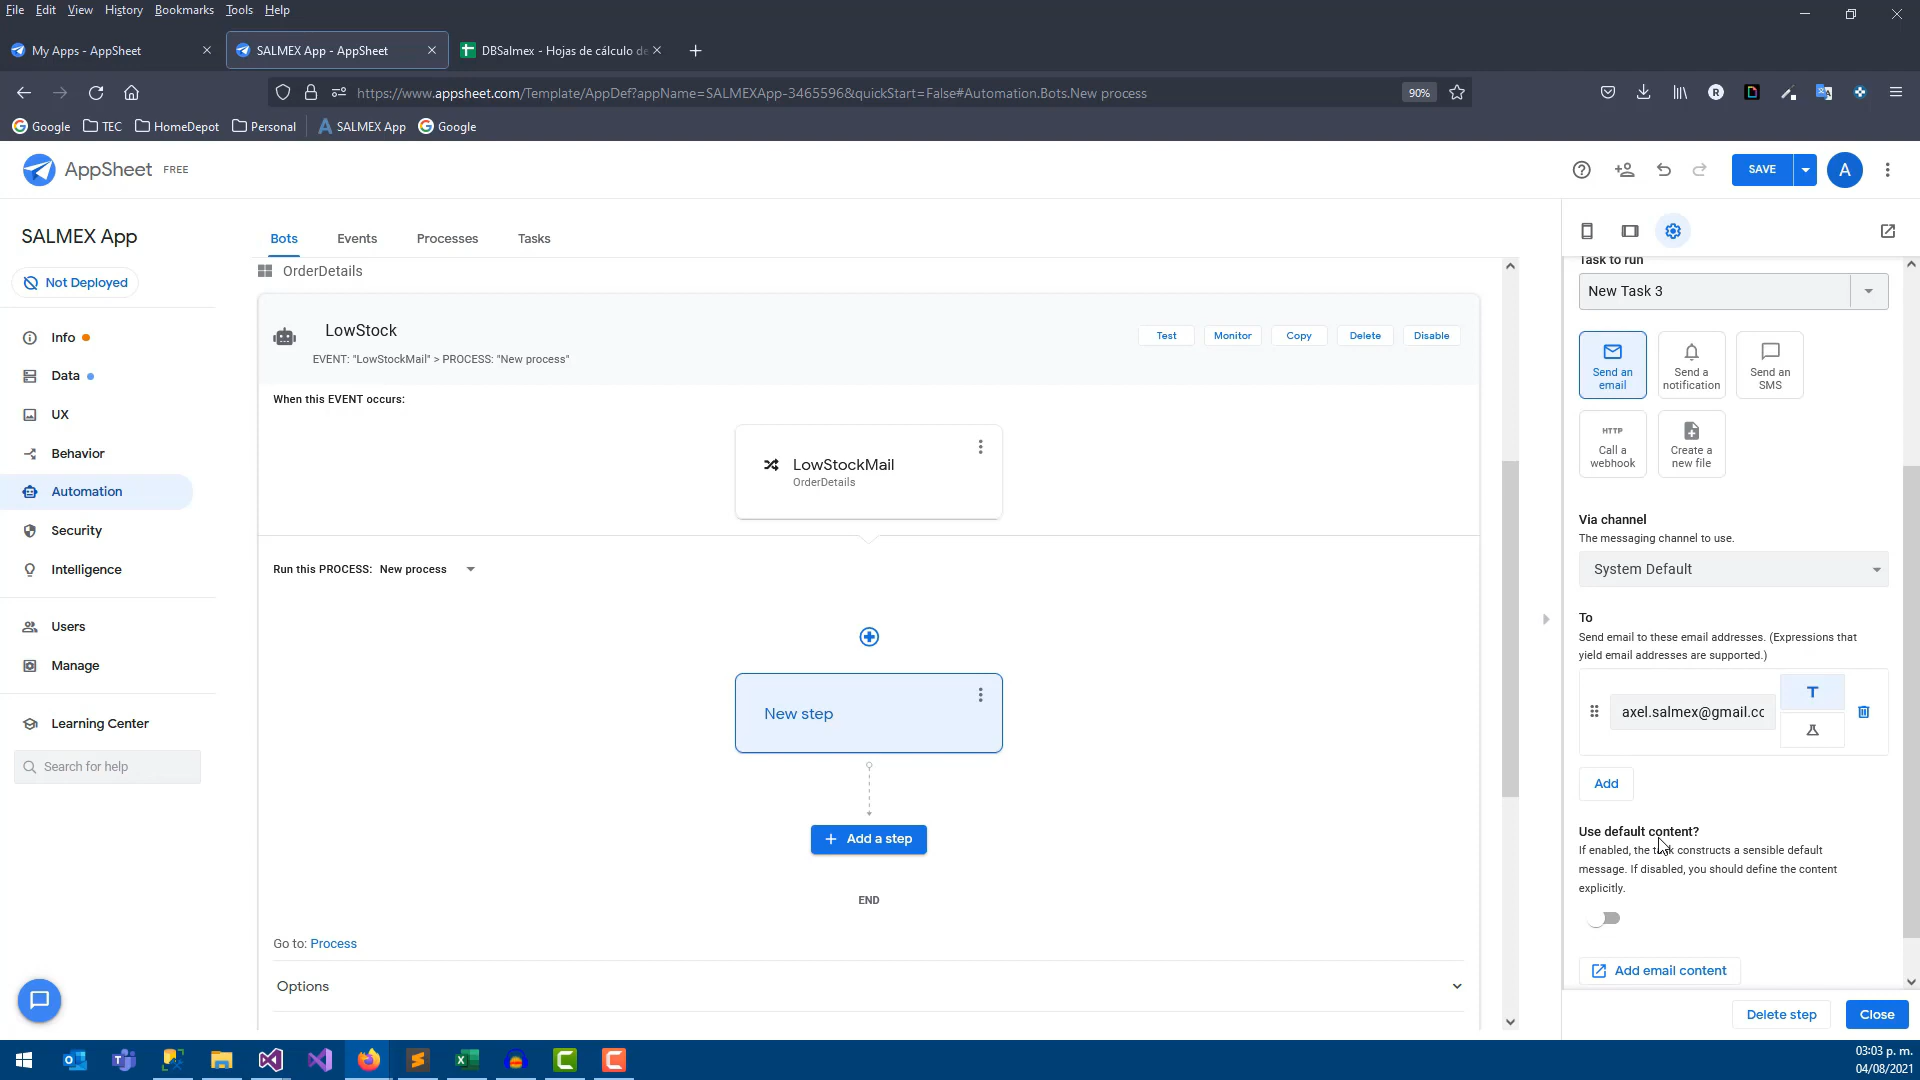 File Edit View History Bookmarks Tools Help
My Apps - AppSheet
SALMEX App - AppSheet
DBSalmex - Hojas de cálculo de
https://www.appsheet.com/Template/AppDef?appName=SALMEXApp-3465596&quickStart=False#Automation.Bots.New process
90%
Google TEC HomeDepot Personal SALMEX App Google
AppSheet FREE
SAVE
A
SALMEX App
Not Deployed
Info
Data
UX
Behavior
Automation
Security
Intelligence
Users
Manage
Learning Center
Search for help
Bots Events Processes Tasks
OrderDetails
LowStock
EVENT: "LowStockMail" > PROCESS: "New process"
Test Monitor Copy Delete Disable
When this EVENT occurs:
LowStockMail
OrderDetails
Run this PROCESS: New process
New step
+ Add a step
END
Go to: Process
Options
Task to run
New Task 3
Send an
email
Send a
notification
Send an
SMS
HTTP
Call a
webhook
Create a
new file
Via channel
The messaging channel to use.
System Default
To
Send email to these email addresses. (Expressions that
yield email addresses are supported.)
axel.salmex@gmail.cc
T
Add
Use default content?
If enabled, the task constructs a sensible default
message. If disabled, you should define the content
explicitly.
Add email content
Delete step
Close
03:03 p. m.
04/08/2021